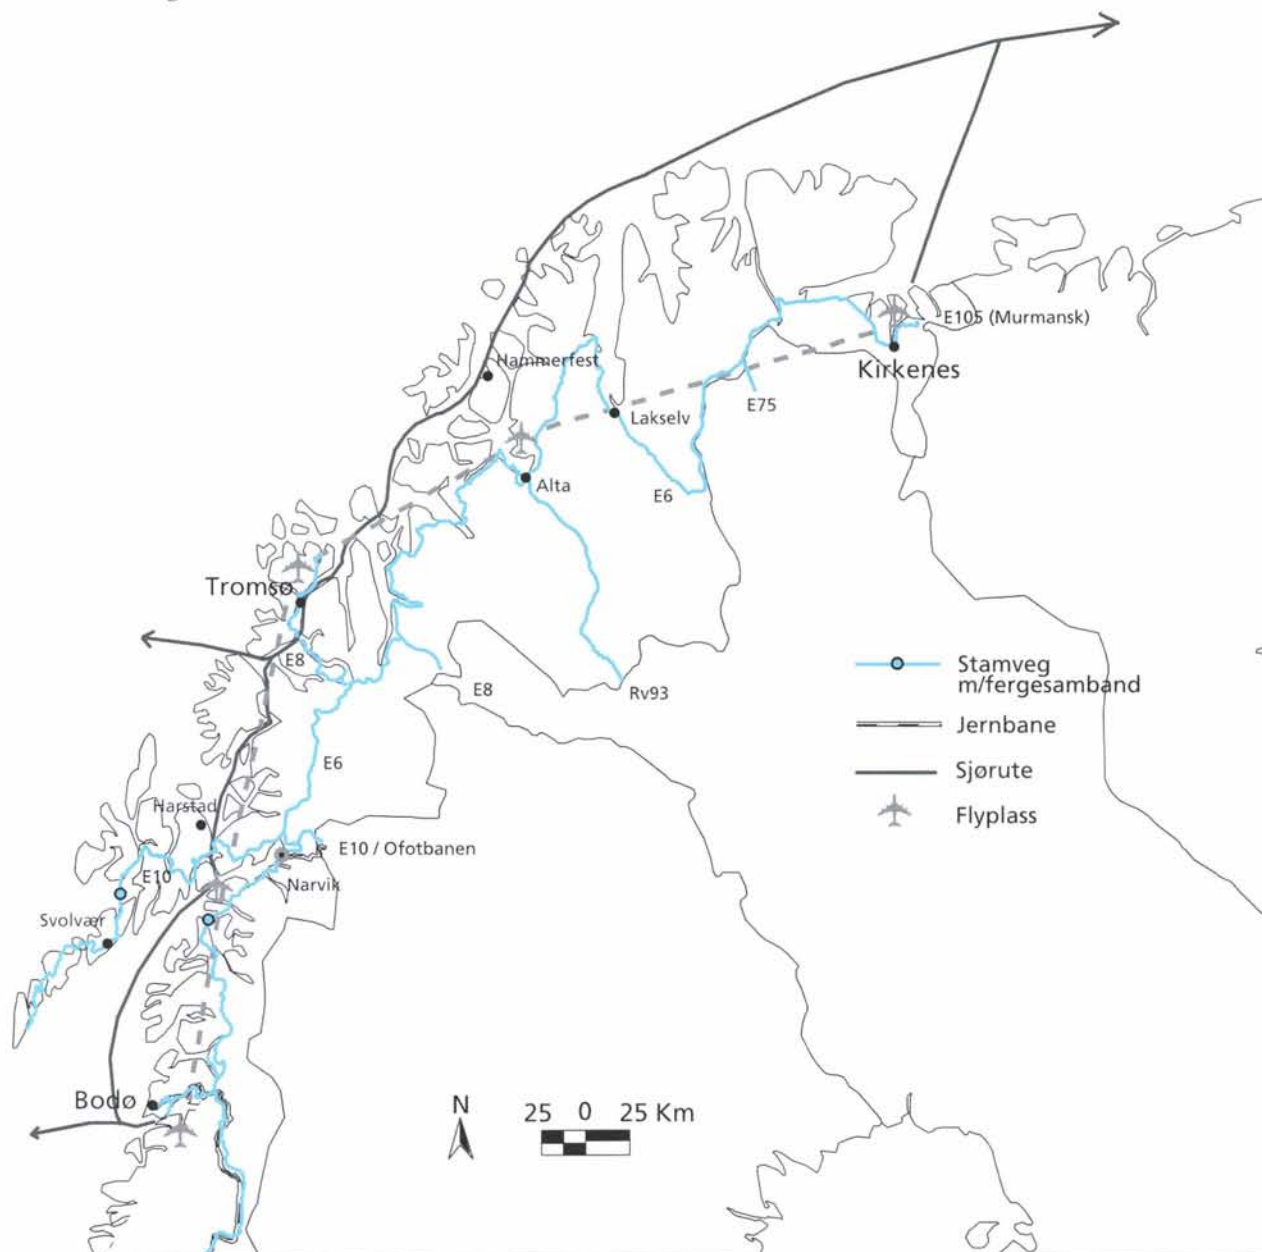 E105 (Murmansk)
Kirkenes
Hammerfest
E75
Lakselv
Alta
E6
Tromsø
E8
E8
Rv93
Stamveg
m/fergesamband
Jernbane
Sjørute
Flyplass
E6
Harstad
E10 / Ofotbanen
E10
Narvik
Svolvær
Bodø
N
25 0 25 Km